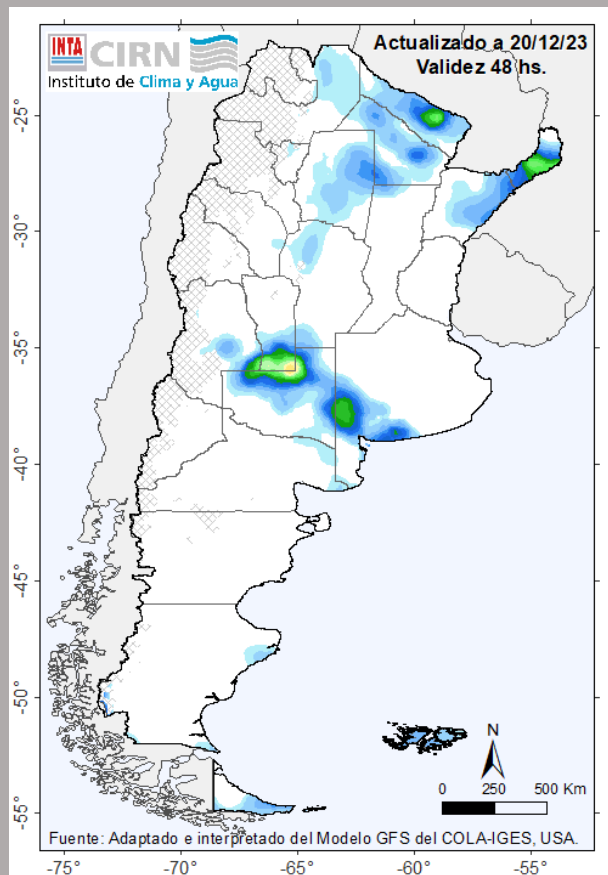 INTA CIRN
Instituto de Clima y Agua
Actualizado a 20/12/23
Validez 48 hs.
-25°
-30°
-35°
-40°
-45°
-50°
-55°
N
0 250 500 Km
Fuente: Adaptado e interpretado del Modelo GFS del COLA-IGES, USA.
-75° -70° -65° -60° -55°